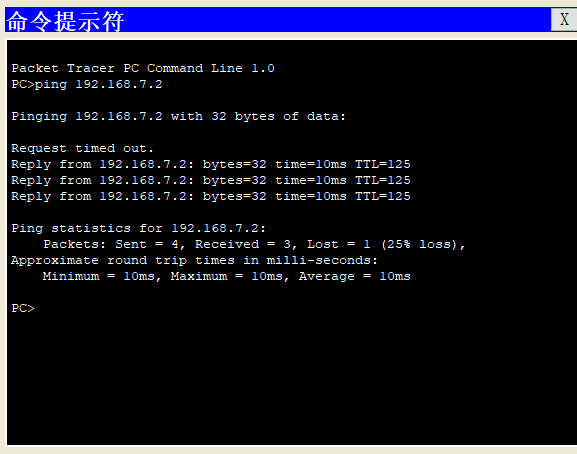 命令提示符
X
Packet Tracer PC Command Line 1.0
PC>ping 192.168.7.2
Pinging 192.168.7.2 with 32 bytes of data:
Request timed out.
Reply from 192.168.7.2: bytes=32 time=10ms TTL=125
Reply from 192.168.7.2: bytes=32 time=10ms TTL=125
Reply from 192.168.7.2: bytes=32 time=10ms TTL=125
Ping statistics for 192.168.7.2:
    Packets: Sent = 4, Received = 3, Lost = 1 (25% loss),
Approximate round trip times in milli-seconds:
    Minimum = 10ms, Maximum = 10ms, Average = 10ms
PC>